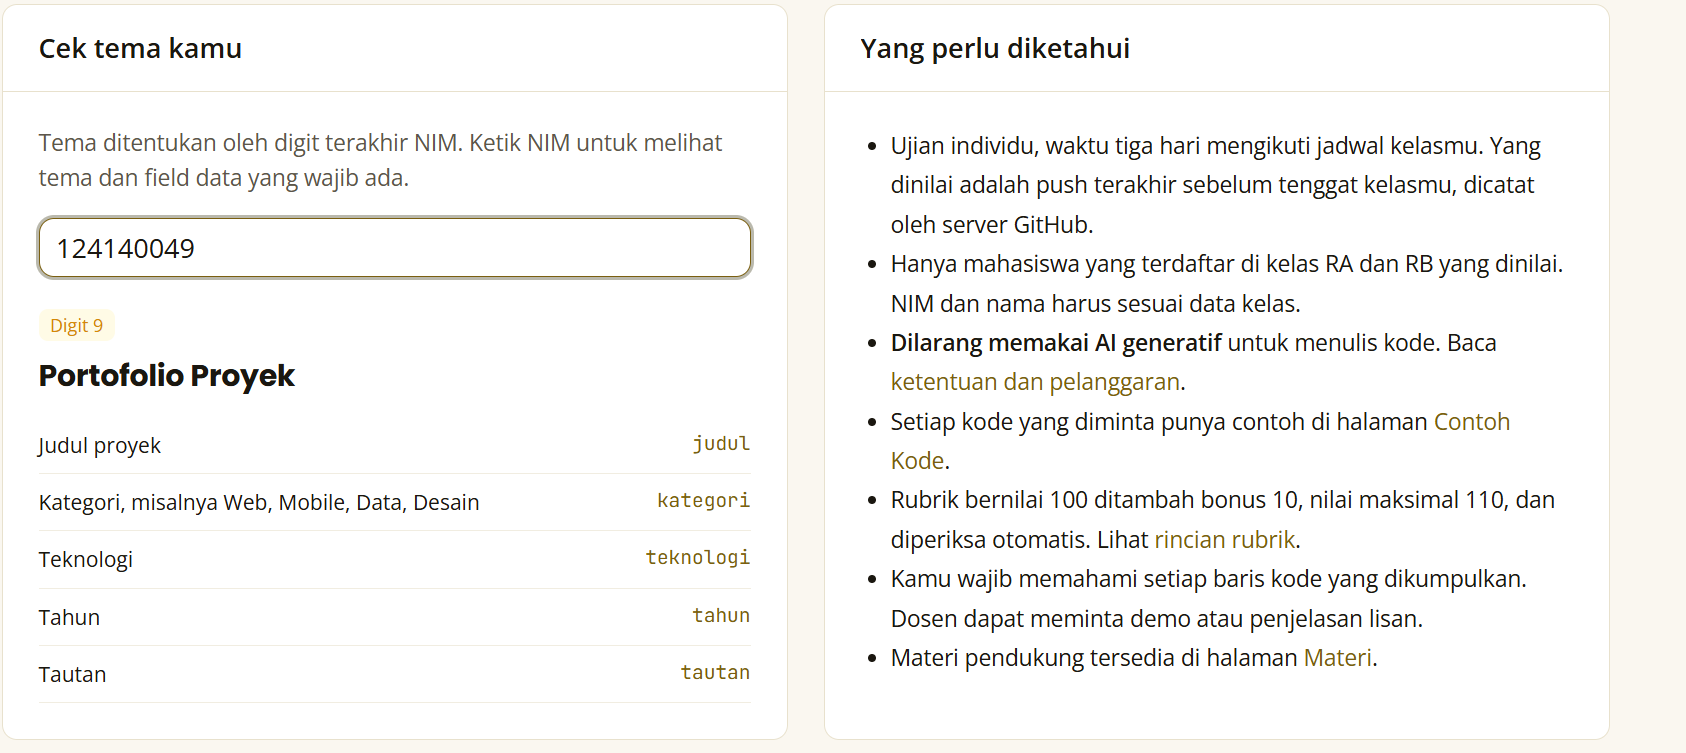 Cek tema kamu
Tema ditentukan oleh digit terakhir NIM. Ketik NIM untuk melihat
tema dan field data yang wajib ada.
124140049
Digit 9
Portofolio Proyek
Judul proyek judul
Kategori, misalnya Web, Mobile, Data, Desain kategori
Teknologi teknologi
Tahun tahun
Tautan tautan
Yang perlu diketahui
• Ujian individu, waktu tiga hari mengikuti jadwal kelasmu. Yang
dinilai adalah push terakhir sebelum tenggat kelasmu, dicatat
oleh server GitHub.
• Hanya mahasiswa yang terdaftar di kelas RA dan RB yang dinilai.
NIM dan nama harus sesuai data kelas.
• Dilarang memakai AI generatif untuk menulis kode. Baca
ketentuan dan pelanggaran.
• Setiap kode yang diminta punya contoh di halaman Contoh
Kode.
• Rubrik bernilai 100 ditambah bonus 10, nilai maksimal 110, dan
diperiksa otomatis. Lihat rincian rubrik.
• Kamu wajib memahami setiap baris kode yang dikumpulkan.
Dosen dapat meminta demo atau penjelasan lisan.
• Materi pendukung tersedia di halaman Materi.